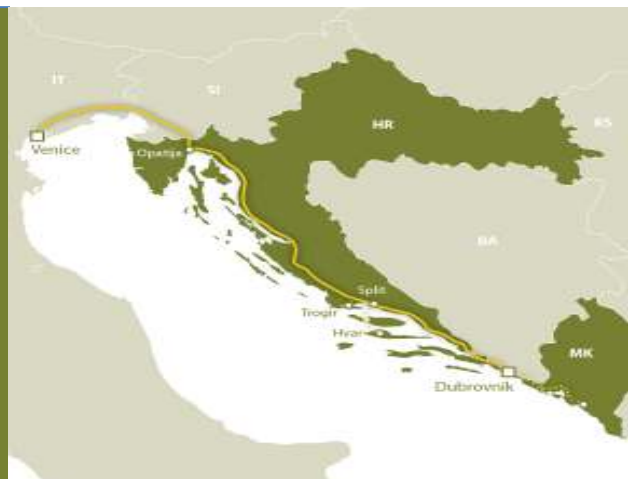 IT
SI
HR
RS
Venice
Opatija
BA
Split
Trogir
Hvar
MK
Dubrovnik